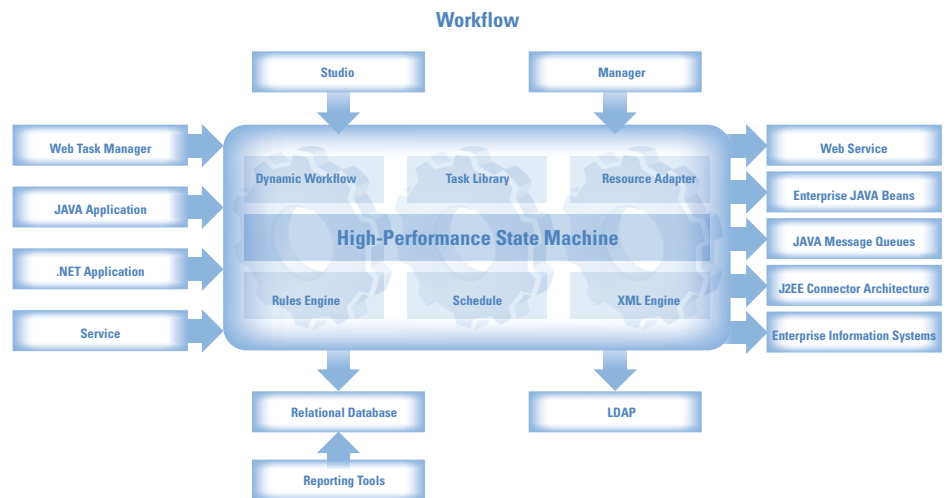 Workflow
Studio
Manager
Web Task Manager
JAVA Application
.NET Application
Service
Dynamic Workflow
Task Library
Resource Adapter
High-Performance State Machine
Rules Engine
Schedule
XML Engine
Web Service
Enterprise JAVA Beans
JAVA Message Queues
J2EE Connector Architecture
Enterprise Information Systems
Relational Database
LDAP
Reporting Tools